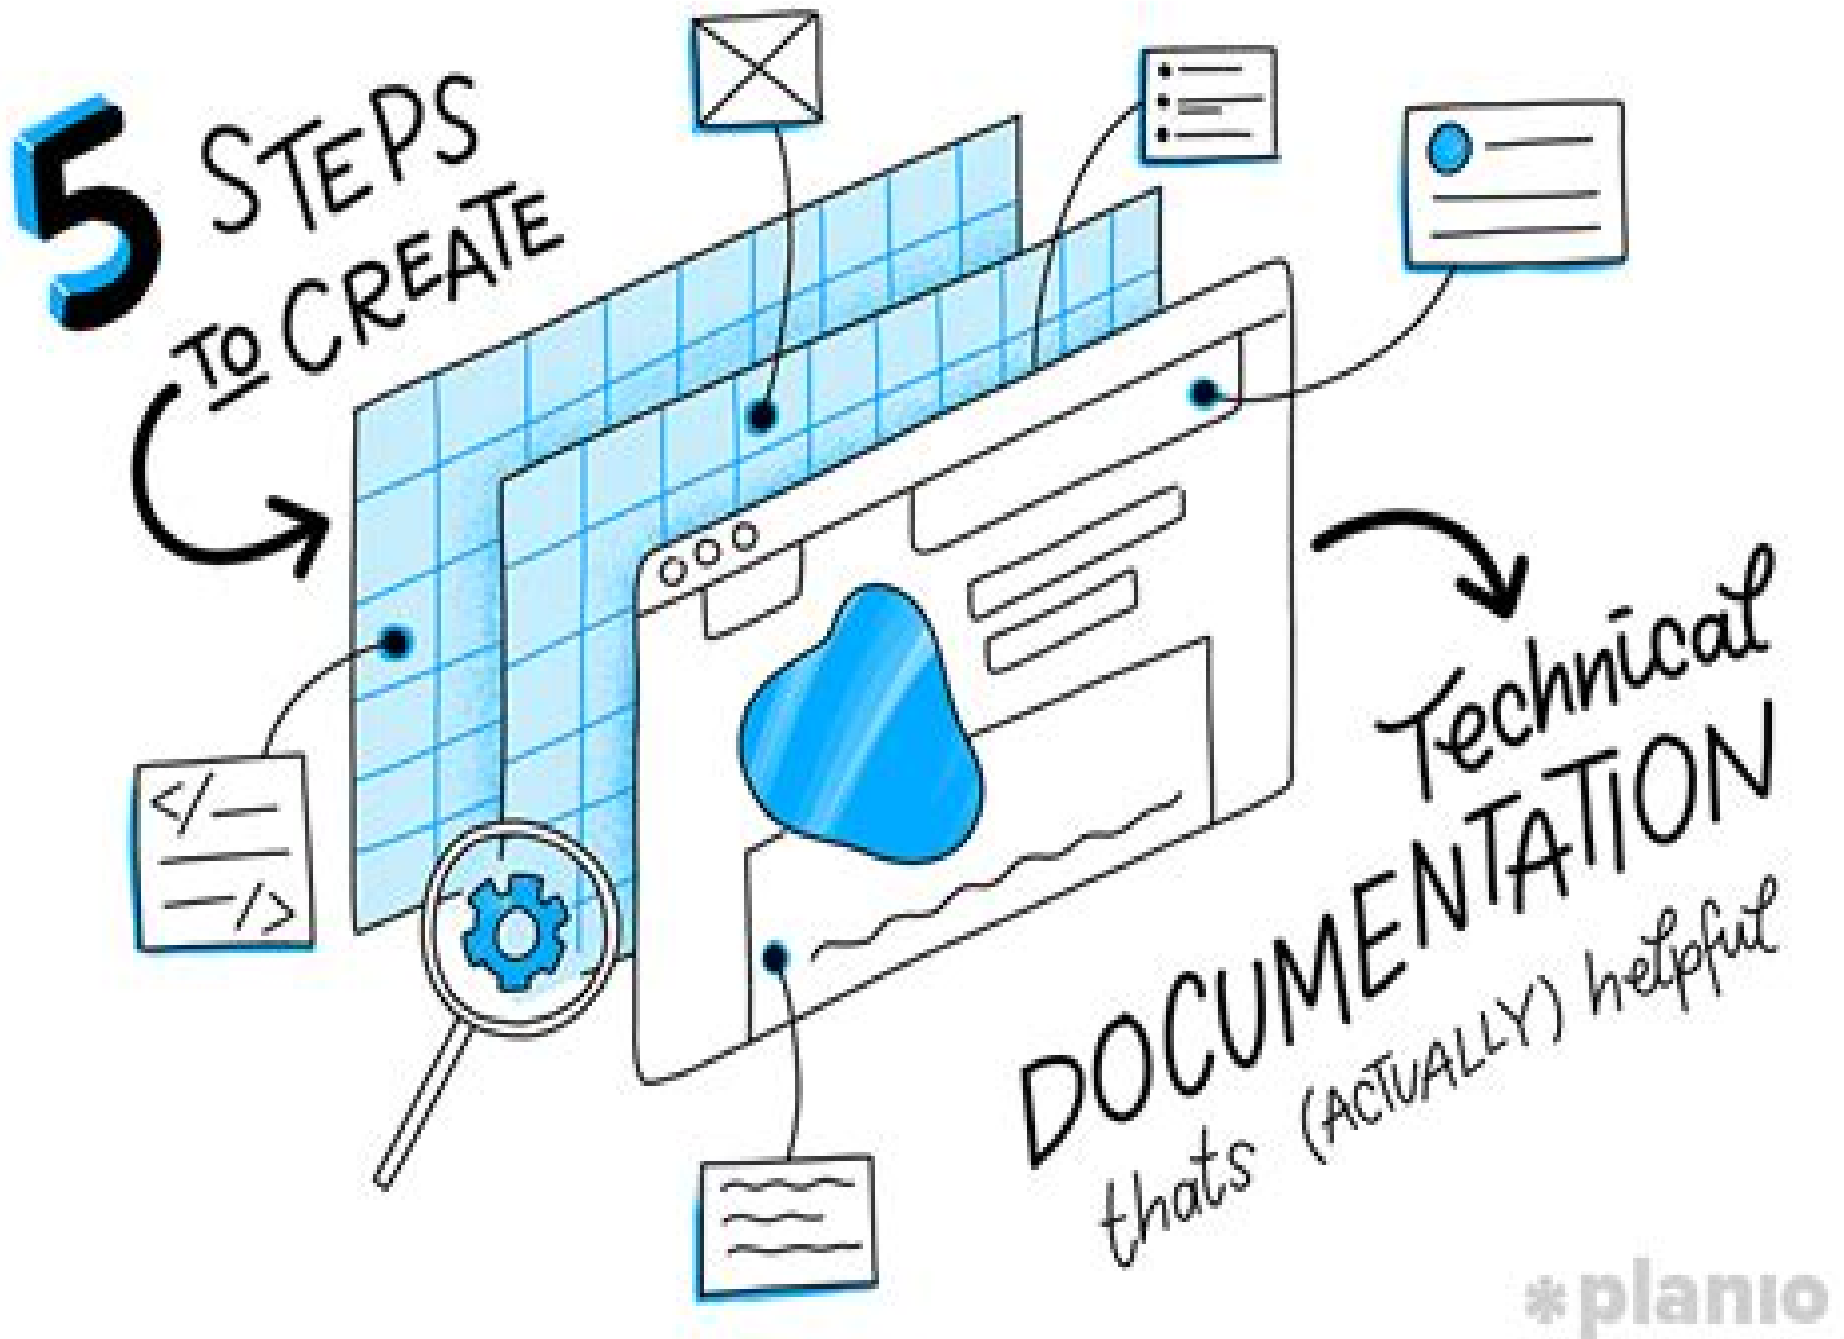 5 STEPS
TO CREATE
</
/>
Technical
DOCUMENTATION
thats (ACTUALLY) helpful
*planio